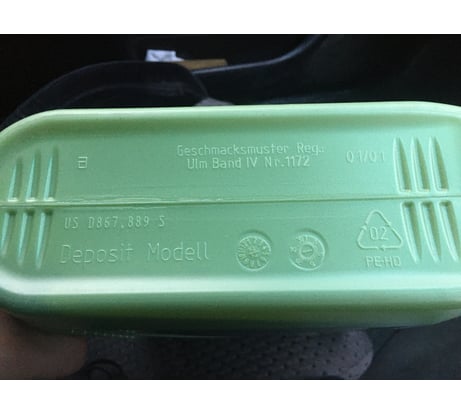 Geschmacksmuster Reg.
Ulm Band IV Nr.1172
01/01
US D867,889 S
Deposit Modell
02
PE-HD